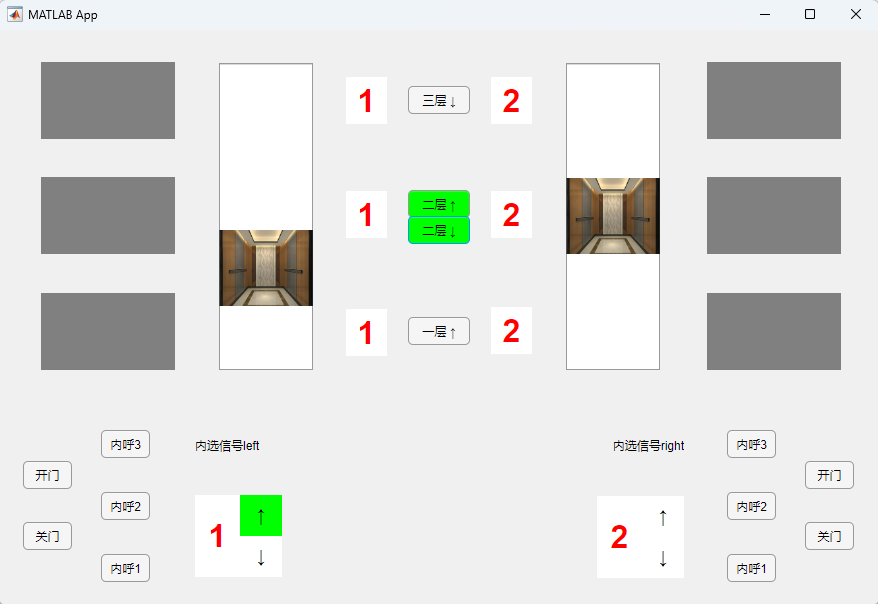 MATLAB App
1 三层↓ 2
1 二层↑ 2
二层↓
1 一层↑ 2
内呼3 内选信号left 内选信号right 内呼3
开门 开门
内呼2 内呼2
1 ↑ 2 ↑
关门 关门
↓ ↓
内呼1 内呼1